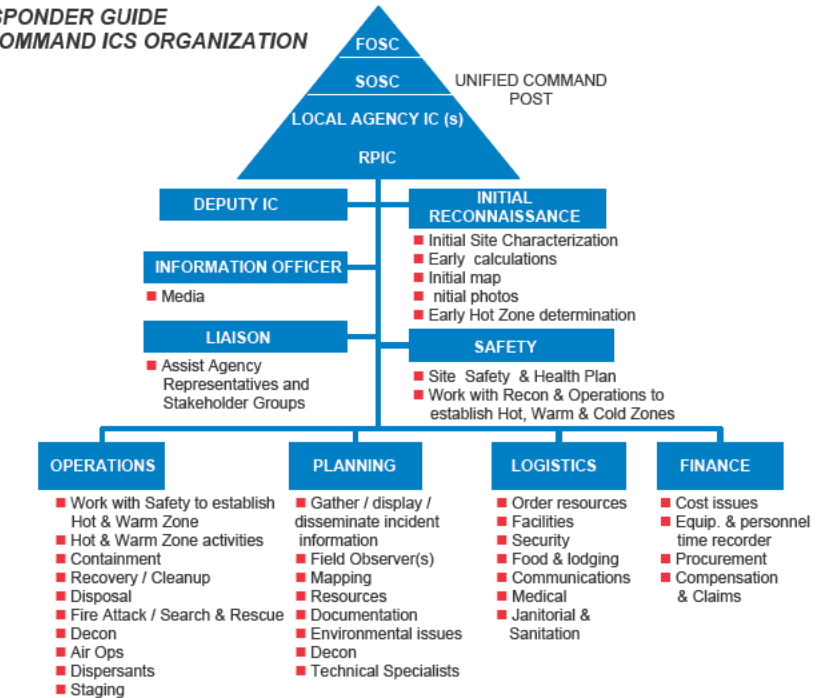 SPONDER GUIDE
OMMAND ICS ORGANIZATION
FOSC
SOSC
LOCAL AGENCY IC (s)
RPIC
UNIFIED COMMAND
POST
DEPUTY IC
INITIAL
RECONNAISSANCE
Initial Site Characterization
Early calculations
Initial map
nitial photos
Early Hot Zone determination
INFORMATION OFFICER
Media
LIAISON
Assist Agency
Representatives and
Stakeholder Groups
SAFETY
Site Safety & Health Plan
Work with Recon & Operations to
establish Hot, Warm & Cold Zones
OPERATIONS
Work with Safety to establish
Hot & Warm Zone
Hot & Warm Zone activities
Containment
Recovery / Cleanup
Disposal
Fire Attack / Search & Rescue
Decon
Air Ops
Dispersants
Staging
PLANNING
Gather / display /
disseminate incident
information
Field Observer(s)
Mapping
Resources
Documentation
Environmental issues
Decon
Technical Specialists
LOGISTICS
Order resources
Facilities
Security
Food & lodging
Communications
Medical
Janitorial &
Sanitation
FINANCE
Cost issues
Equip. & personnel
time recorder
Procurement
Compensation
& Claims